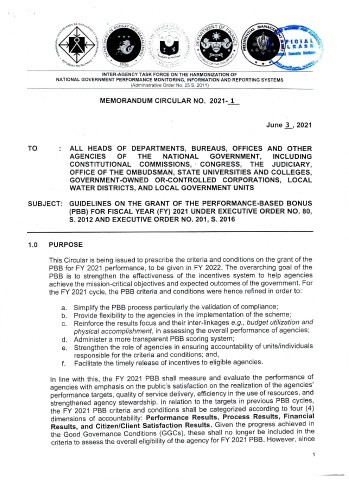 OFFICIAL
RELEASE
INTER-AGENCY TASK FORCE ON THE HARMONIZATION OF
NATIONAL GOVERNMENT PERFORMANCE MONITORING, INFORMATION AND REPORTING SYSTEMS
(Administrative Order No. 25 S. 2011)
MEMORANDUM CIRCULAR NO. 2021- 1
June 3 , 2021
TO : ALL HEADS OF DEPARTMENTS, BUREAUS, OFFICES AND OTHER
AGENCIES OF THE NATIONAL GOVERNMENT, INCLUDING
CONSTITUTIONAL COMMISSIONS, CONGRESS, THE JUDICIARY,
OFFICE OF THE OMBUDSMAN, STATE UNIVERSITIES AND COLLEGES,
GOVERNMENT-OWNED OR-CONTROLLED CORPORATIONS, LOCAL
WATER DISTRICTS, AND LOCAL GOVERNMENT UNITS
SUBJECT: GUIDELINES ON THE GRANT OF THE PERFORMANCE-BASED BONUS
(PBB) FOR FISCAL YEAR (FY) 2021 UNDER EXECUTIVE ORDER NO. 80,
S. 2012 AND EXECUTIVE ORDER NO. 201, S. 2016
1.0 PURPOSE
This Circular is being issued to prescribe the criteria and conditions on the grant of the
PBB for FY 2021 performance, to be given in FY 2022. The overarching goal of the
PBB is to strengthen the effectiveness of the incentives system to help agencies
achieve the mission-critical objectives and expected outcomes of the government. For
the FY 2021 cycle, the PBB criteria and conditions were hence refined in order to:
a. Simplify the PBB process particularly the validation of compliance;
b. Provide flexibility to the agencies in the implementation of the scheme;
c. Reinforce the results focus and their inter-linkages e.g., budget utilization and
physical accomplishment, in assessing the overall performance of agencies;
d. Administer a more transparent PBB scoring system;
e. Strengthen the role of agencies in ensuring accountability of units/individuals
responsible for the criteria and conditions; and,
f. Facilitate the timely release of incentives to eligible agencies.
In line with this, the FY 2021 PBB shall measure and evaluate the performance of
agencies with emphasis on the public's satisfaction on the realization of the agencies'
performance targets, quality of service delivery, efficiency in the use of resources, and
strengthened agency stewardship. In relation to the targets in previous PBB cycles,
the FY 2021 PBB criteria and conditions shall be categorized according to four (4)
dimensions of accountability: Performance Results, Process Results, Financial
Results, and Citizen/Client Satisfaction Results. Given the progress achieved in
the Good Governance Conditions (GGCs), these shall no longer be included in the
criteria to assess the overall eligibility of the agency for FY 2021 PBB. However, since
1